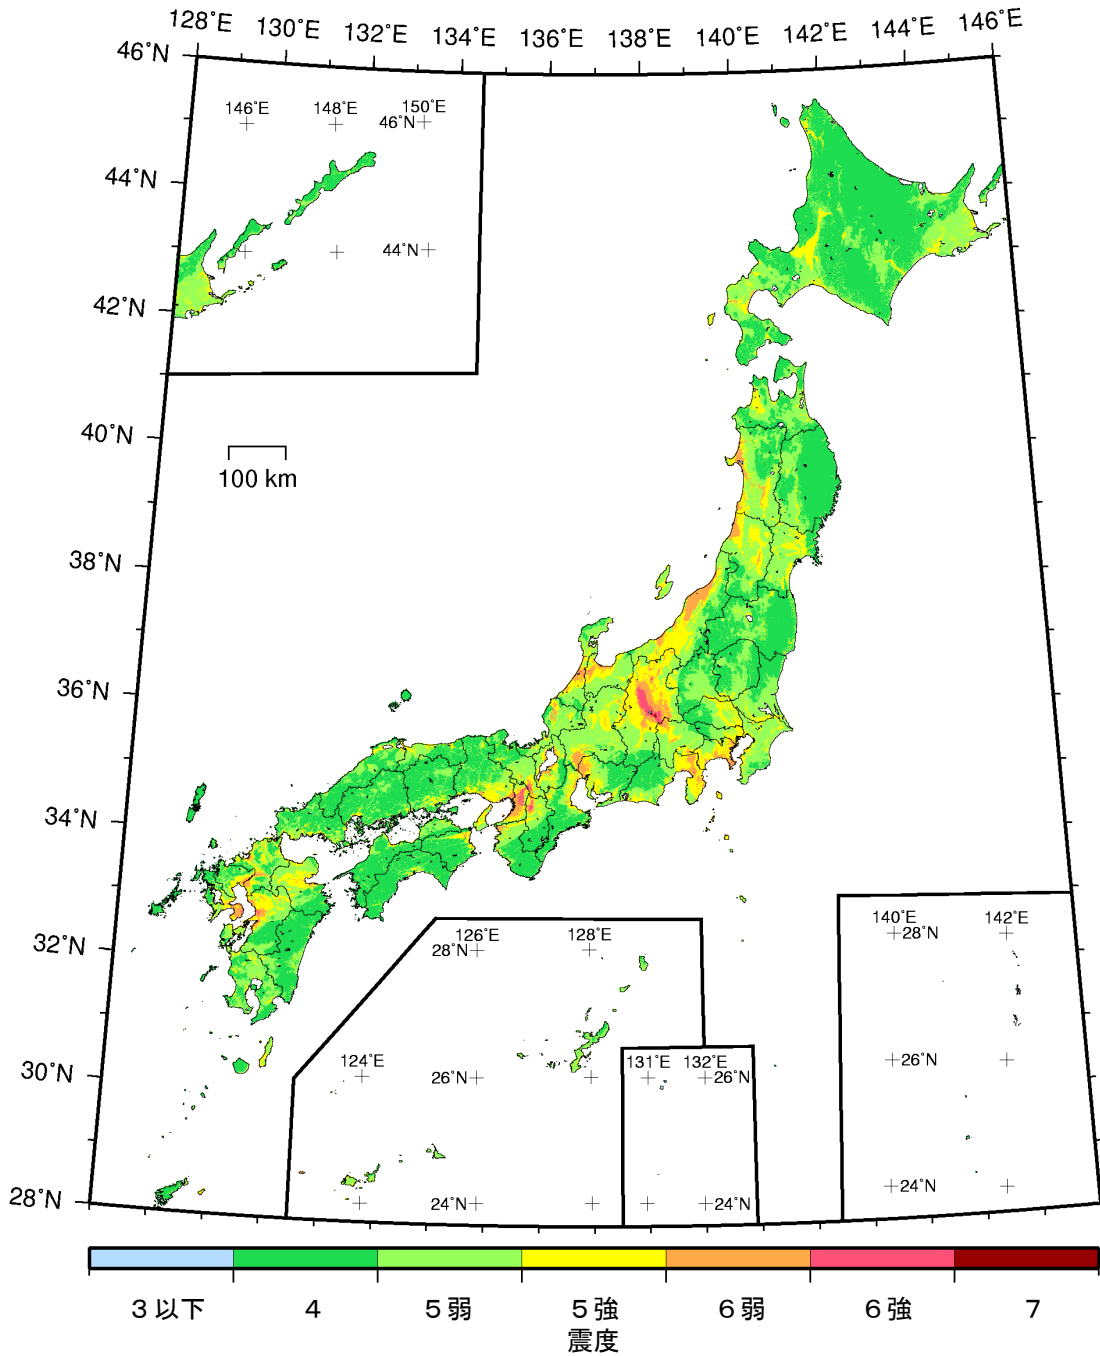 128°E 130°E 132°E 134°E 136°E 138°E 140°E 142°E 144°E 146°E
46°N
146°E 148°E 150°E
46°N
44°N
44°N
42°N
40°N
100 km
38°N
36°N
34°N
32°N
126°E 128°E
28°N
140°E 142°E
28°N
124°E
131°E 132°E
30°N
26°N
26°N
26°N
28°N
24°N
24°N
24°N
3以下 4 5弱 5強 6弱 6強 7
震度